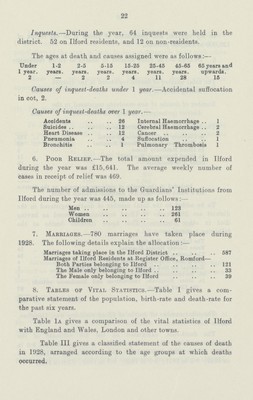 22
Inquests.—During the year, 64 inquests were held in the
district. 52 on Ilford residents, and 12 on non-residents.
The ages at death and causes assigned were as follows:—
Under 1-2 2-5 5-15 15-25 25-45 45-65 65 years and
1 year. years. years. years. years. years. years. upwards.
2 — 2 2 4 11 28 15
Causes of inquest-deaths under 1 year.—Accidental suffocation
in cot, 2.
Causes of inquest-deaths over 1 year.—
Accidents .. .. 26 Internal Haemorrhages .. 1
Suicides .. .. .. 12 Cerebral Haemorrhages .. 2
Heart Disease .. .. 12 Cancer .. .. .. 2
Pneumonia .. .. 4 Suffocation .. .. 1
Bronchitis .. .. 1 Pulmonary Thrombosis 1
6. Poor Relief.—The total amount expended in Ilford
during the year was £15,641. The average weekly number of
cases in receipt of relief was 469.
The number of admissions to the Guardians' Institutions from
Ilford during the year was 445, made up as follows:—
Men .. .. .. .. .. 123
Women .. .. .. .. 261
Children .. .. .. .. 61
7. Marriages.—780 marriages have taken place during
1928. The following details explain the allocation:—
Marriages taking place in the Ilford District .. .. .. 587
Marriages of Ilford Residents at Register Office, Romford—
Both Parties belonging to Ilford .. .. .. .. 121
The Male only belonging to Ilford .. .. .. .. 33
The Female only belonging to Ilford .. .. .. 39
8. Tables of Vital Statistics.—Table I gives a com-
parative statement of the population, birth-rate and death-rate for
the past six years.
Table Ia gives a comparison of the vital statistics of Ilford
with England and Wales, London and other towns.
Table III gives a classified statement of the causes of death
in 1928, arranged according to the age groups at which deaths
occurred.